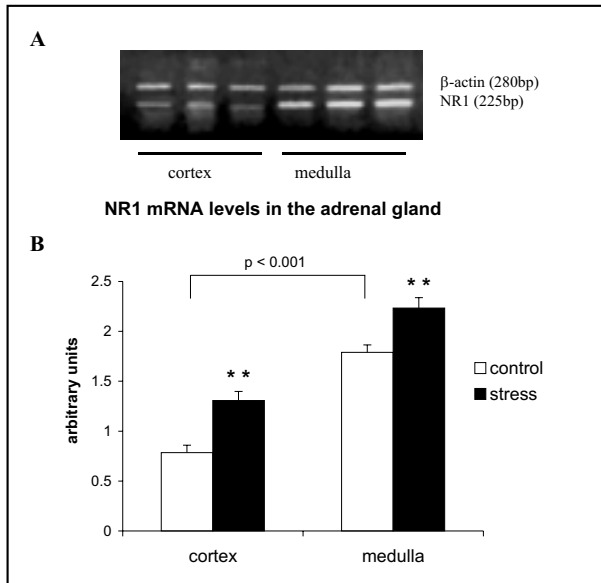 A
β-actin (280bp)
NR1 (225bp)
cortex medulla
NR1 mRNA levels in the adrenal gland
B
p < 0.001
* *
* *
2.5
2
1.5
1
0.5
0
arbitrary units
control
stress
cortex medulla